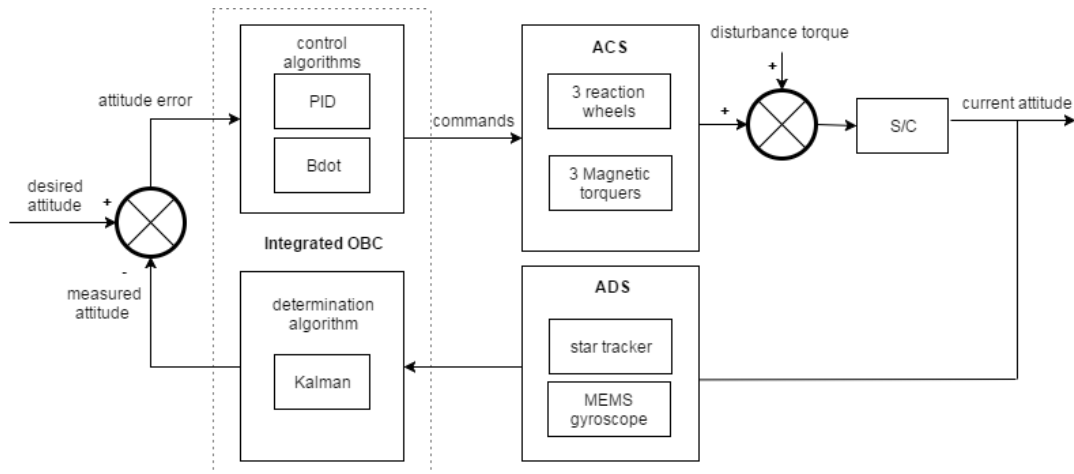 control
algorithms
PID
Bdot
attitude error
desired
attitude
+
-
measured
attitude
Integrated OBC
determination
algorithm
Kalman
commands
ACS
3 reaction
wheels
3 Magnetic
torquers
ADS
star tracker
MEMS
gyroscope
disturbance torque
+
+
S/C
current attitude